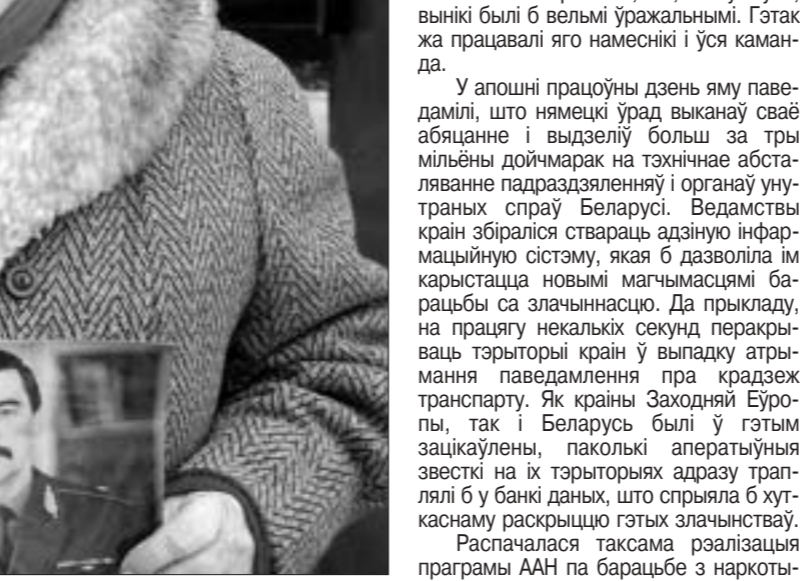 вынікі былі б вельмі ўражальнымі. Гэтак
жа працавалі яго намеснікі і ўся каман-
да.
У апошні працоўны дзень яму паве-
дамілі, што нямецкі ўрад выканаў сваё
абяцанне і выдзеліў больш за тры
мільёны дойчмарак на тэхнічнае абста-
ляванне падраздзяленняў і органаў уну-
траных спраў Беларусі. Ведамствы
краін збіраліся ствараць адзіную інфар-
мацыйную сістэму, якая б дазволіла ім
карыстацца новымі магчымасцямі ба-
рацьбы са злачыннасцю. Да прыкладу,
на працягу некалькіх секунд перакры-
ваць тэрыторыі краін ў выпадку атры-
мання паведамлення пра крадзеж
транспарту. Як краіны Заходняй Еўро-
пы, так і Беларусь былі ў гэтым
зацікаўлены, паколькі аператыўныя
звесткі на іх тэрыторыях адразу трап-
лялі б у банкі даных, што спрыяла б хут-
каснаму раскрыццю гэтых злачынстваў.
Распачалася таксама рэалізацыя
праграмы ААН па барацьбе з наркоты-